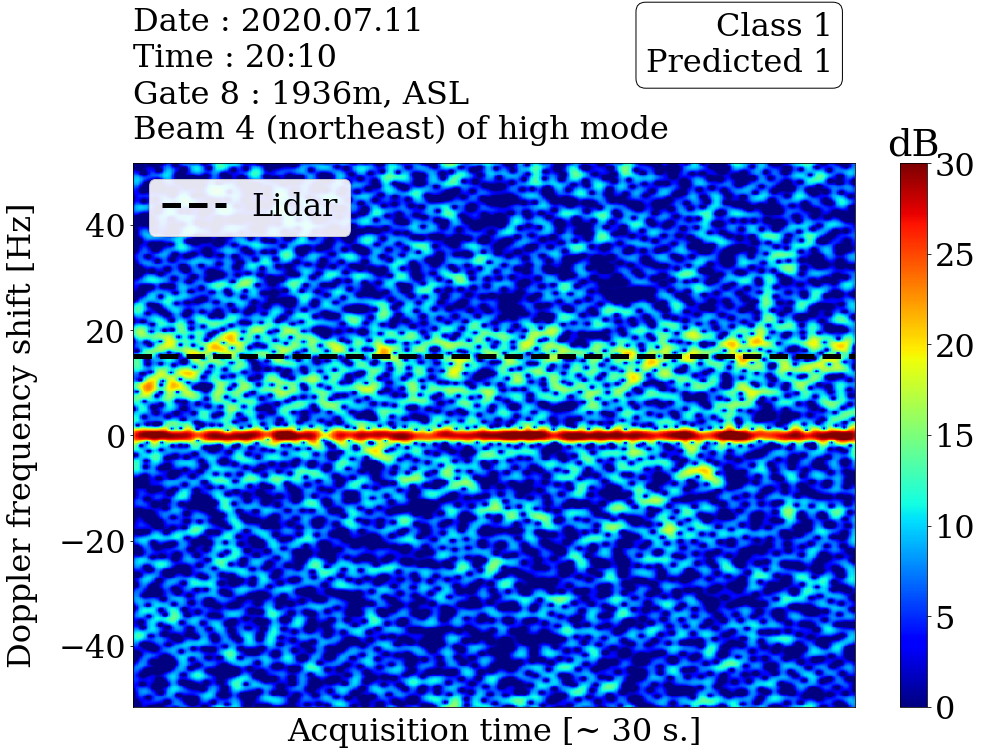 Date : 2020.07.11
Time : 20:10
Gate 8 : 1936m, ASL
Beam 4 (northeast) of high mode
Class 1
Predicted 1
dB
Lidar
Doppler frequency shift [Hz]
40
20
0
−20
−40
Acquisition time [~ 30 s.]
30
25
20
15
10
5
0